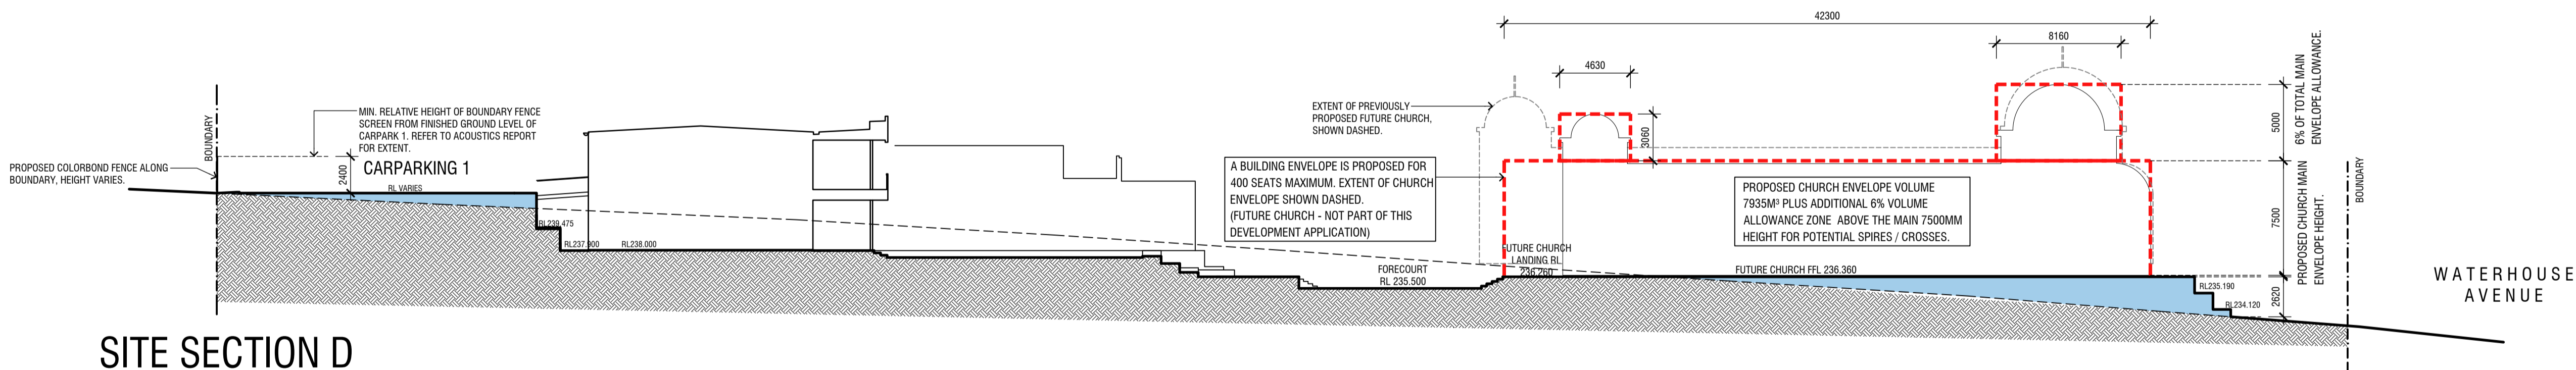 42300
8160
4630
3060
5000
6% OF TOTAL MAIN
ENVELOPE ALLOWANCE.
7500
PROPOSED CHURCH MAIN
ENVELOPE HEIGHT.
2620
BOUNDARY
MIN. RELATIVE HEIGHT OF BOUNDARY FENCE
SCREEN FROM FINISHED GROUND LEVEL OF
CARPARK 1. REFER TO ACOUSTICS REPORT
FOR EXTENT.
PROPOSED COLORBOND FENCE ALONG
BOUNDARY, HEIGHT VARIES.
2400
CARPARKING 1
RL VARIES
RL239.475
RL237.900
RL238.000
EXTENT OF PREVIOUSLY
PROPOSED FUTURE CHURCH,
SHOWN DASHED.
A BUILDING ENVELOPE IS PROPOSED FOR
400 SEATS MAXIMUM. EXTENT OF CHURCH
ENVELOPE SHOWN DASHED.
(FUTURE CHURCH - NOT PART OF THIS
DEVELOPMENT APPLICATION)
PROPOSED CHURCH ENVELOPE VOLUME
7935M³ PLUS ADDITIONAL 6% VOLUME
ALLOWANCE ZONE ABOVE THE MAIN 7500MM
HEIGHT FOR POTENTIAL SPIRES / CROSSES.
FORECOURT
RL 235.500
FUTURE CHURCH
LANDING RL
236.260
FUTURE CHURCH FFL 236.360
RL235.190
RL234.120
BOUNDARY
WATERHOUSE
AVENUE
SITE SECTION D